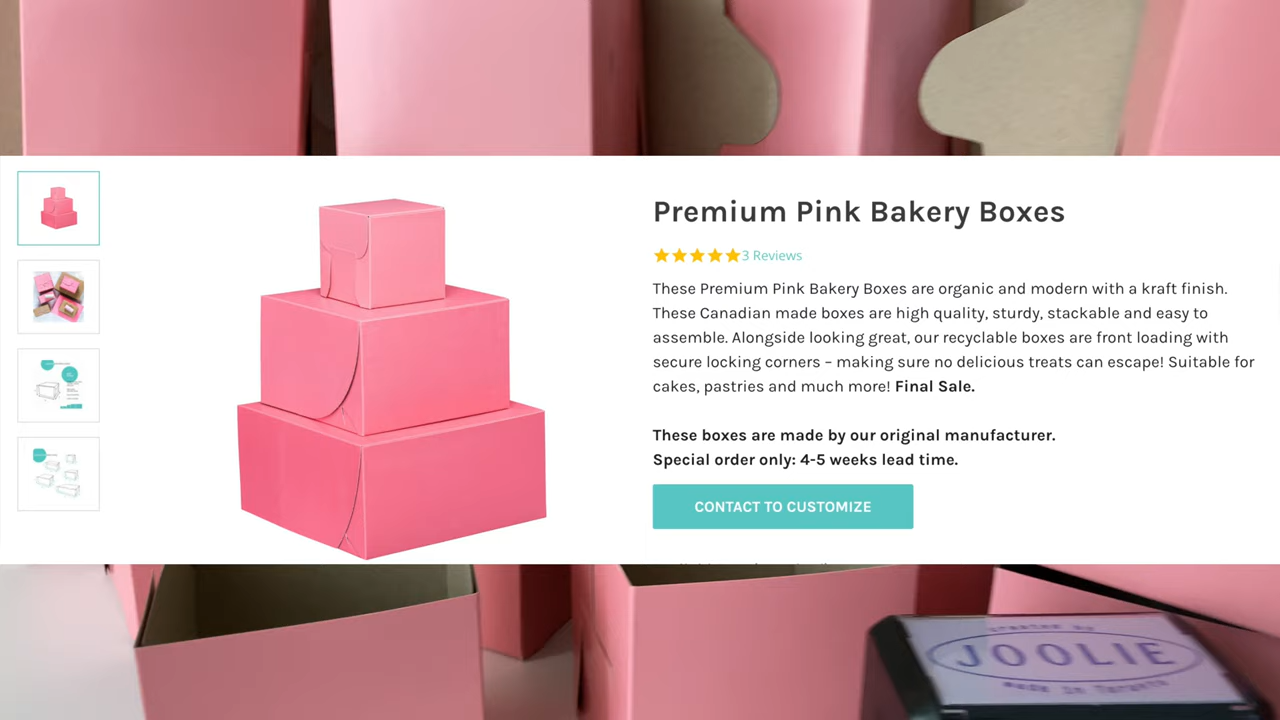 Premium Pink Bakery Boxes
3 Reviews
These Premium Pink Bakery Boxes are organic and modern with a kraft finish.
These Canadian made boxes are high quality, sturdy, stackable and easy to
assemble. Alongside looking great, our recyclable boxes are front loading with
secure locking corners – making sure no delicious treats can escape! Suitable for
cakes, pastries and much more! Final Sale.
These boxes are made by our original manufacturer.
Special order only: 4-5 weeks lead time.
CONTACT TO CUSTOMIZE
JOOLIE
made in Toronto